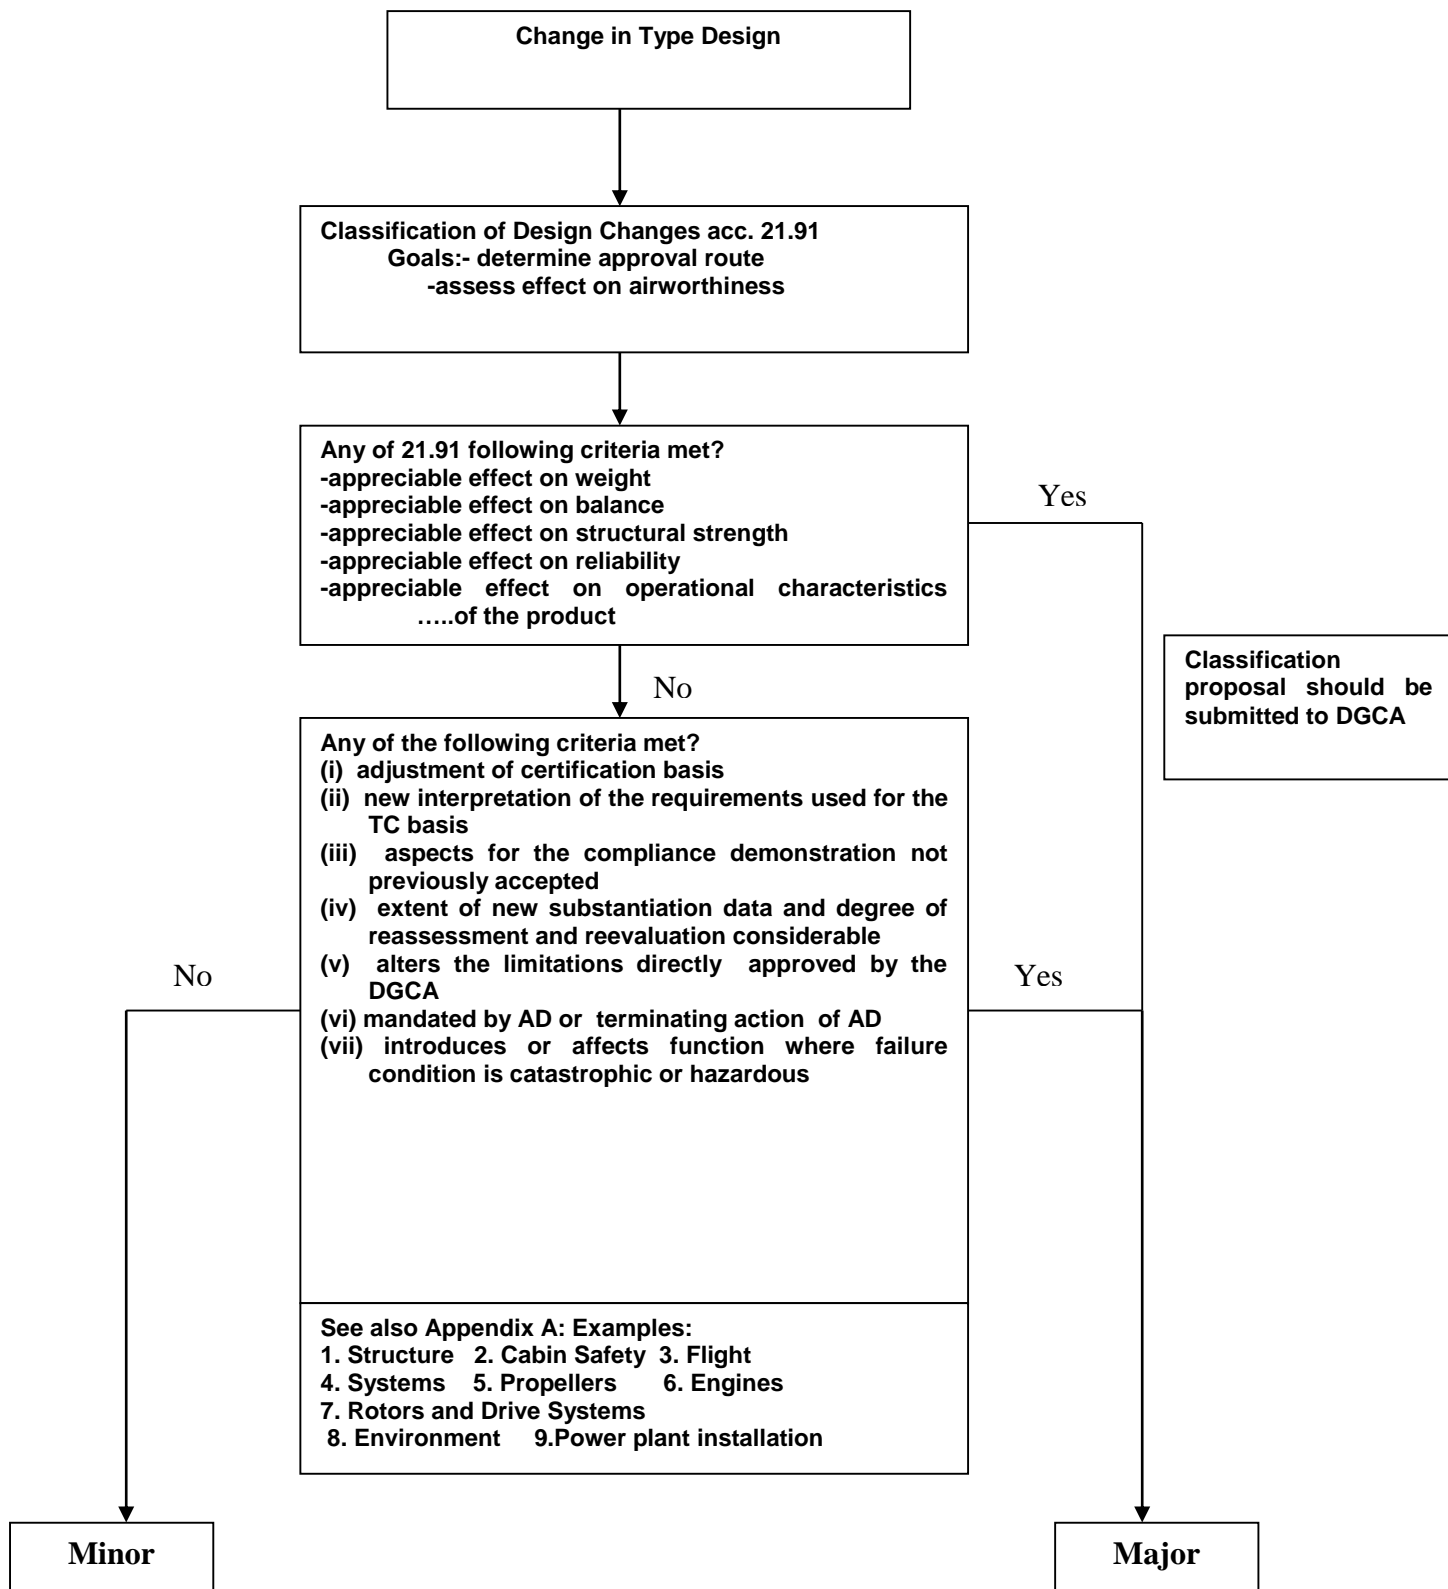 Change in Type Design
Classification of Design Changes acc. 21.91
Goals:- determine approval route
-assess effect on airworthiness
Any of 21.91 following criteria met?
-appreciable effect on weight
-appreciable effect on balance
-appreciable effect on structural strength
-appreciable effect on reliability
-appreciable effect on operational characteristics
…..of the product
Yes
No
Classification
proposal should be
submitted to DGCA
Any of the following criteria met?
(i) adjustment of certification basis
(ii) new interpretation of the requirements used for the
TC basis
(iii) aspects for the compliance demonstration not
previously accepted
(iv) extent of new substantiation data and degree of
reassessment and reevaluation considerable
(v) alters the limitations directly approved by the
DGCA
(vi) mandated by AD or terminating action of AD
(vii) introduces or affects function where failure
condition is catastrophic or hazardous
No
Yes
See also Appendix A: Examples:
1. Structure 2. Cabin Safety 3. Flight
4. Systems 5. Propellers 6. Engines
7. Rotors and Drive Systems
8. Environment 9.Power plant installation
Minor
Major